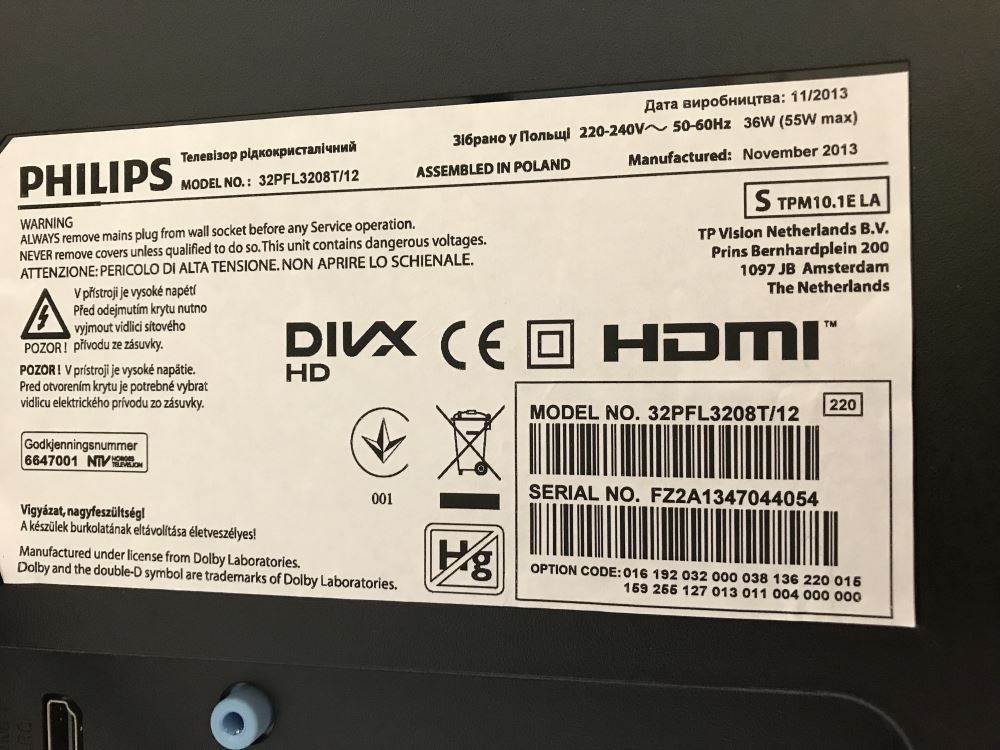 Дата виробництва: 11/2013
Зібрано у Польщі 220-240V~ 50-60Hz 36W (55W max)
PHILIPS Телевізор рідкокристалічний
MODEL NO.: 32PFL3208T/12
ASSEMBLED IN POLAND
Manufactured: November 2013
S TPM10.1E LA
WARNING
ALWAYS remove mains plug from wall socket before any Service operation.
NEVER remove covers unless qualified to do so. This unit contains dangerous voltages.
ATTENZIONE: PERICOLO DI ALTA TENSIONE. NON APRIRE LO SCHIENALE.
TP Vision Netherlands B.V.
Prins Bernhardplein 200
1097 JB Amsterdam
The Netherlands
V přístroji je vysoké napětí
Před odejmutím krytu nutno
vyjmout vidlici síťového
POZOR! přívodu ze zásuvky.
POZOR! V prístroji je vysoké napätie.
Pred otvorením krytu je potrebné vybrat
vidlicu elektrického prívodu zo zásuvky.
DIVX
HD
CE
HDMI™
Godkjenningsnummer
6647001 NTV NORGES
TELEVISJON
001
Hg
Vigyázat, nagyfeszültség!
A készülek burkolatának eltávolítása életveszélyes!
Manufactured under license from Dolby Laboratories.
Dolby and the double-D symbol are trademarks of Dolby Laboratories.
MODEL NO. 32PFL3208T/12 220
SERIAL NO. FZ2A1347044054
OPTION CODE: 016 192 032 000 038 136 220 015
159 255 127 013 011 004 000 000